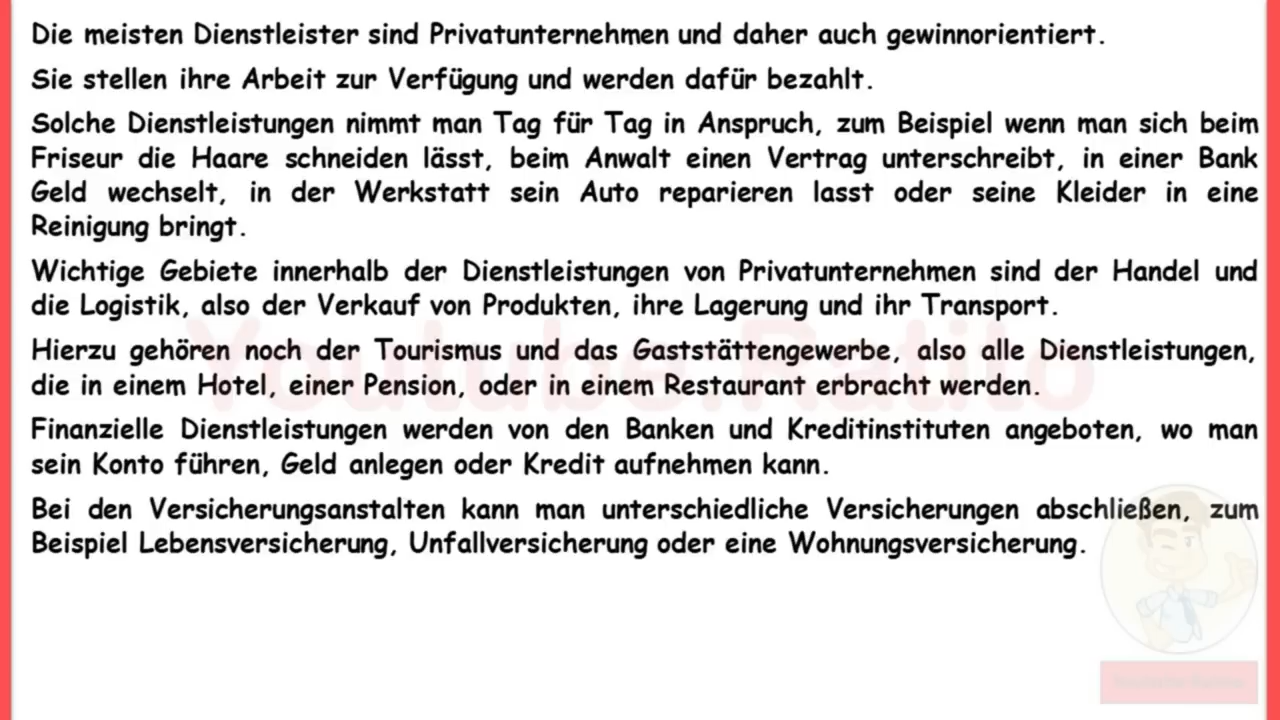 Die meisten Dienstleister sind Privatunternehmen und daher auch gewinnorientiert.
Sie stellen ihre Arbeit zur Verfügung und werden dafür bezahlt.
Solche Dienstleistungen nimmt man Tag für Tag in Anspruch, zum Beispiel wenn man sich beim
Friseur die Haare schneiden lässt, beim Anwalt einen Vertrag unterschreibt, in einer Bank
Geld wechselt, in der Werkstatt sein Auto reparieren lasst oder seine Kleider in eine
Reinigung bringt.
Wichtige Gebiete innerhalb der Dienstleistungen von Privatunternehmen sind der Handel und
die Logistik, also der Verkauf von Produkten, ihre Lagerung und ihr Transport.
Hierzu gehören noch der Tourismus und das Gaststättengewerbe, also alle Dienstleistungen,
die in einem Hotel, einer Pension, oder in einem Restaurant erbracht werden.
Youtube:Ratito
Finanzielle Dienstleistungen werden von den Banken und Kreditinstituten angeboten, wo man
sein Konto führen, Geld anlegen oder Kredit aufnehmen kann.
Bei den Versicherungsanstalten kann man unterschiedliche Versicherungen abschließen, zum
Beispiel Lebensversicherung, Unfallversicherung oder eine Wohnungsversicherung.